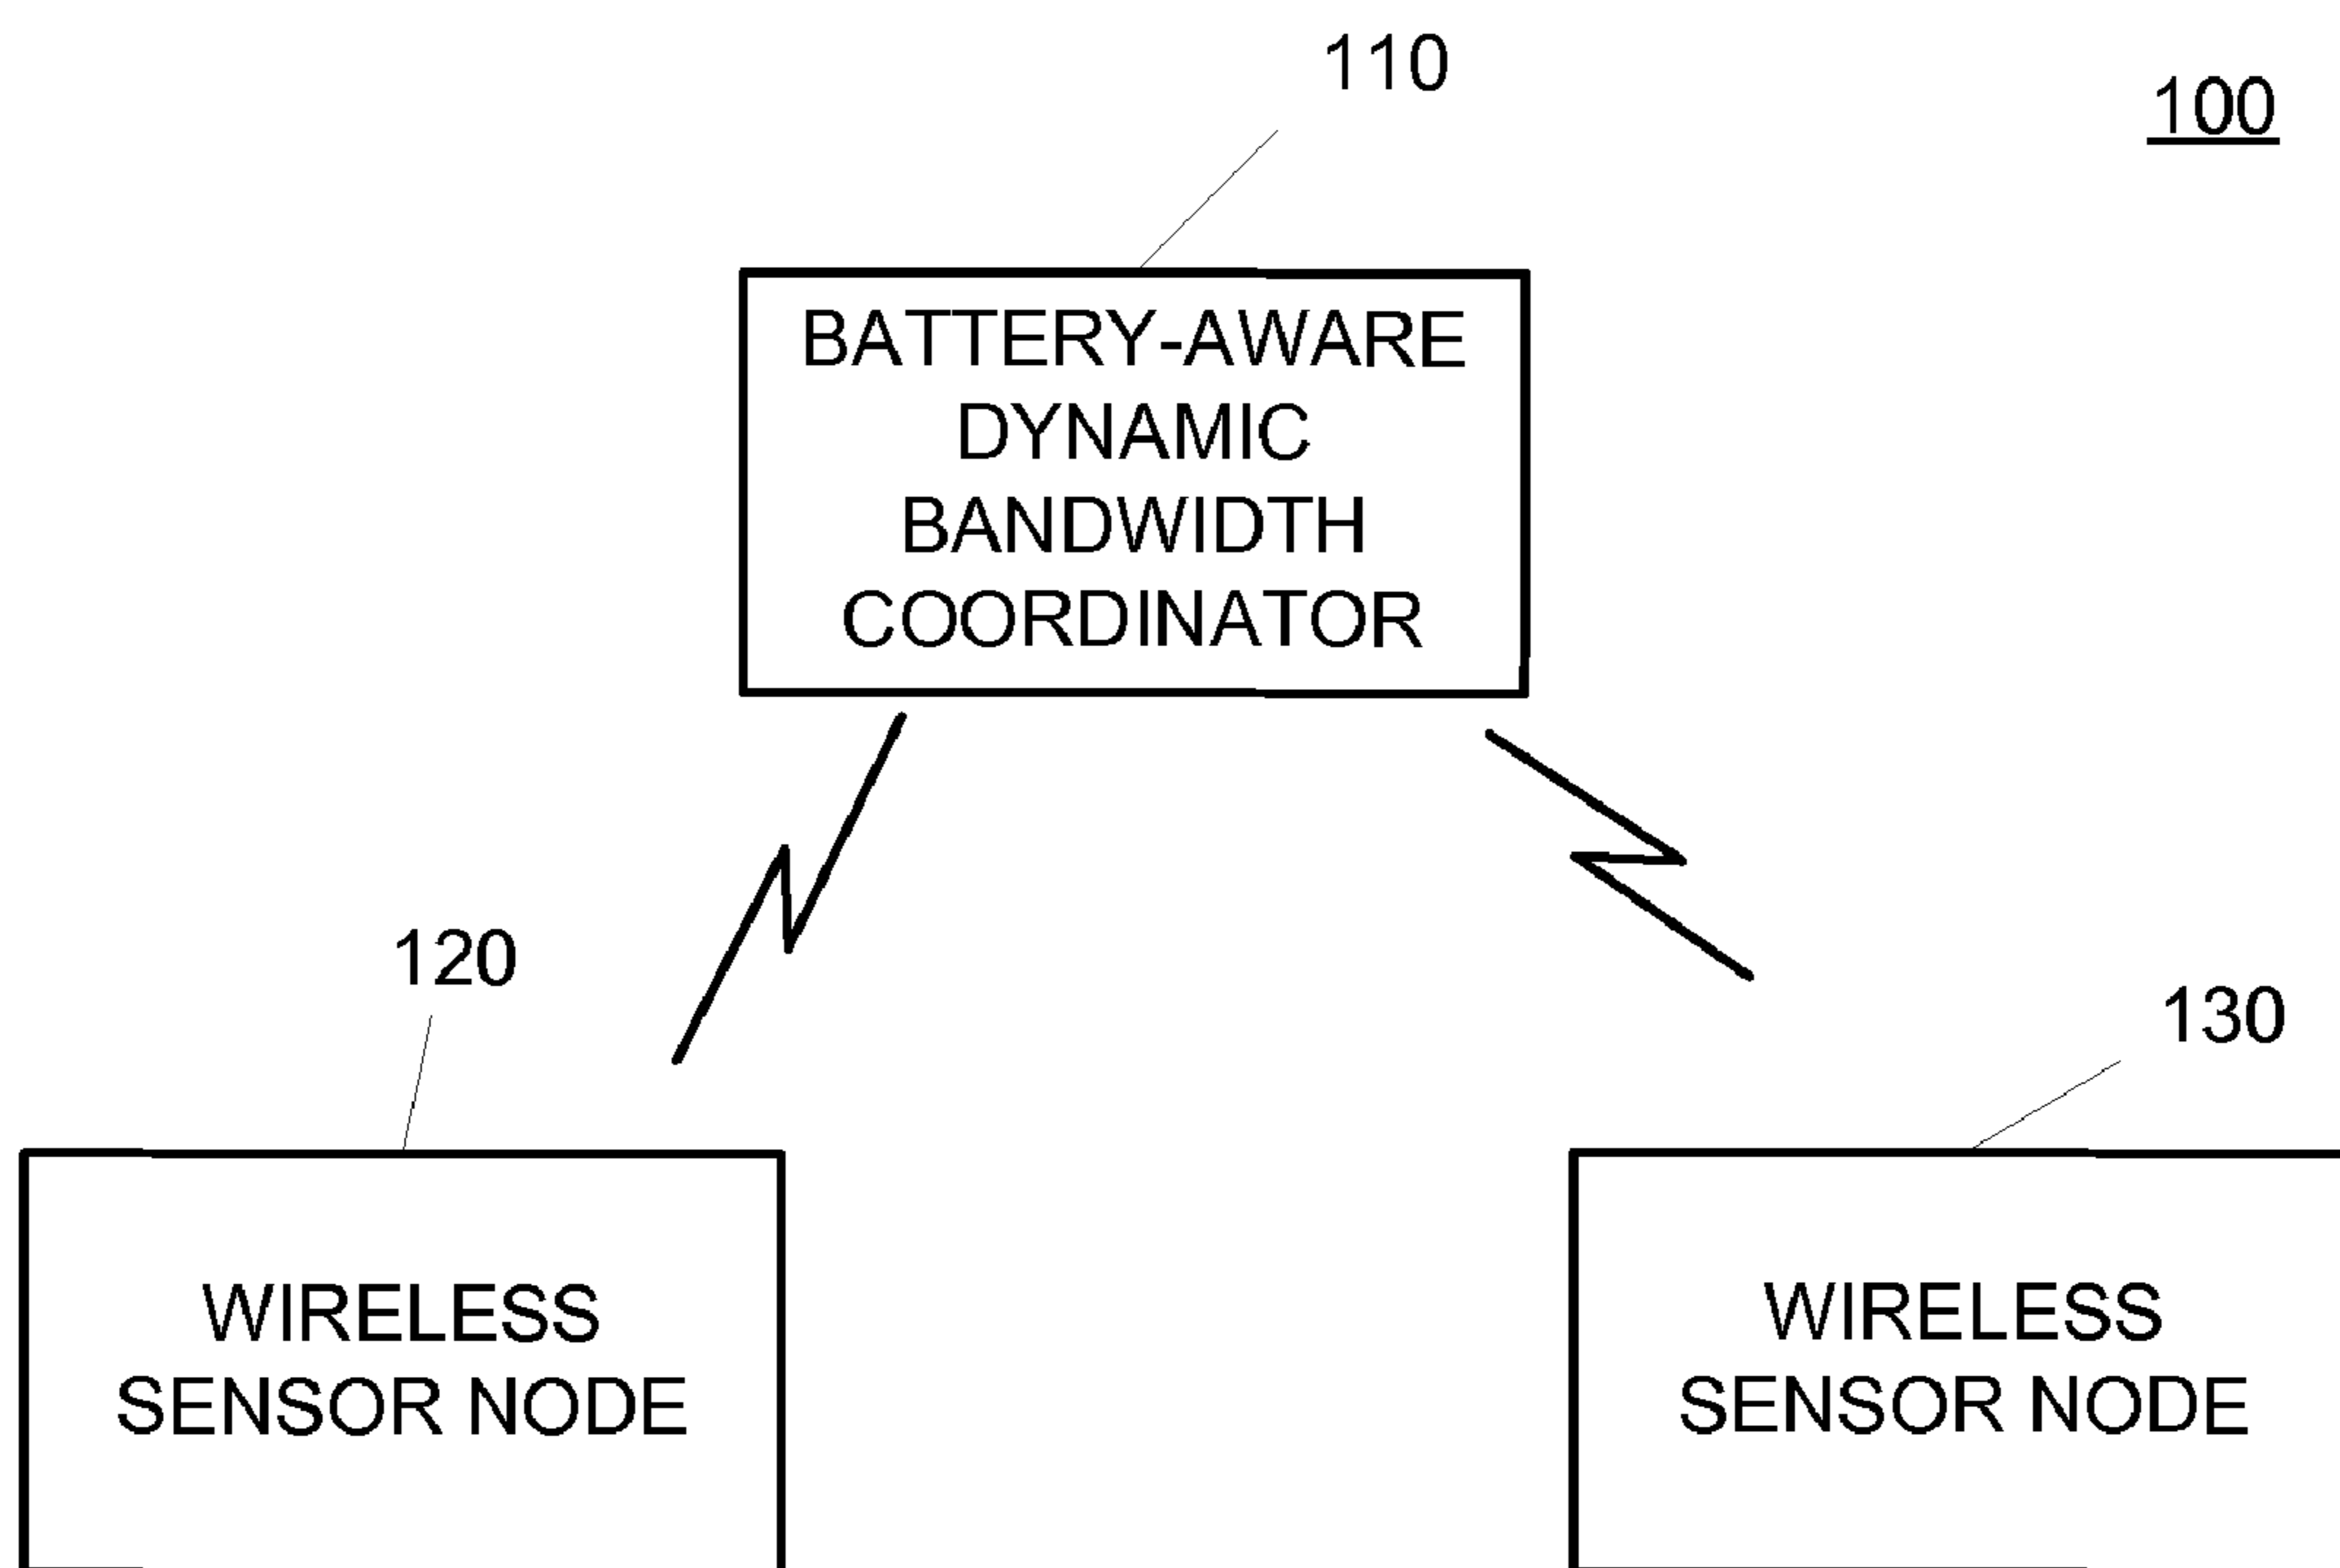 110
100
BATTERY-AWARE
DYNAMIC
BANDWIDTH
COORDINATOR
120
130
WIRELESS
SENSOR NODE
WIRELESS
SENSOR NODE